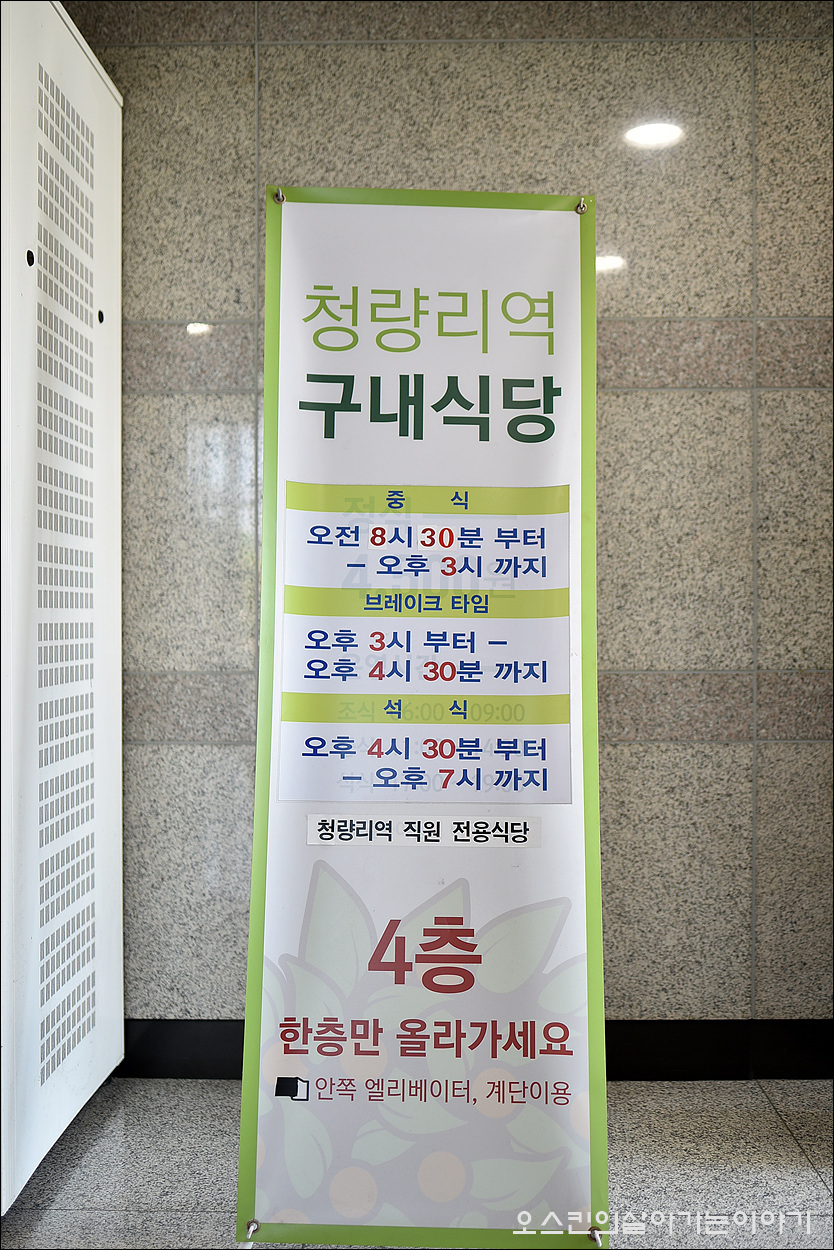 청량리역
구내식당
중 식
오전 8시 30분 부터
- 오후 3시 까지
브레이크 타임
오후 3시 부터 -
오후 4시 30분 까지
석 식
오후 4시 30분 부터
- 오후 7시 까지
청량리역 직원 전용식당
4층
한층만 올라가세요
안쪽 엘리베이터, 계단이용
오스킨의살아가는이야기